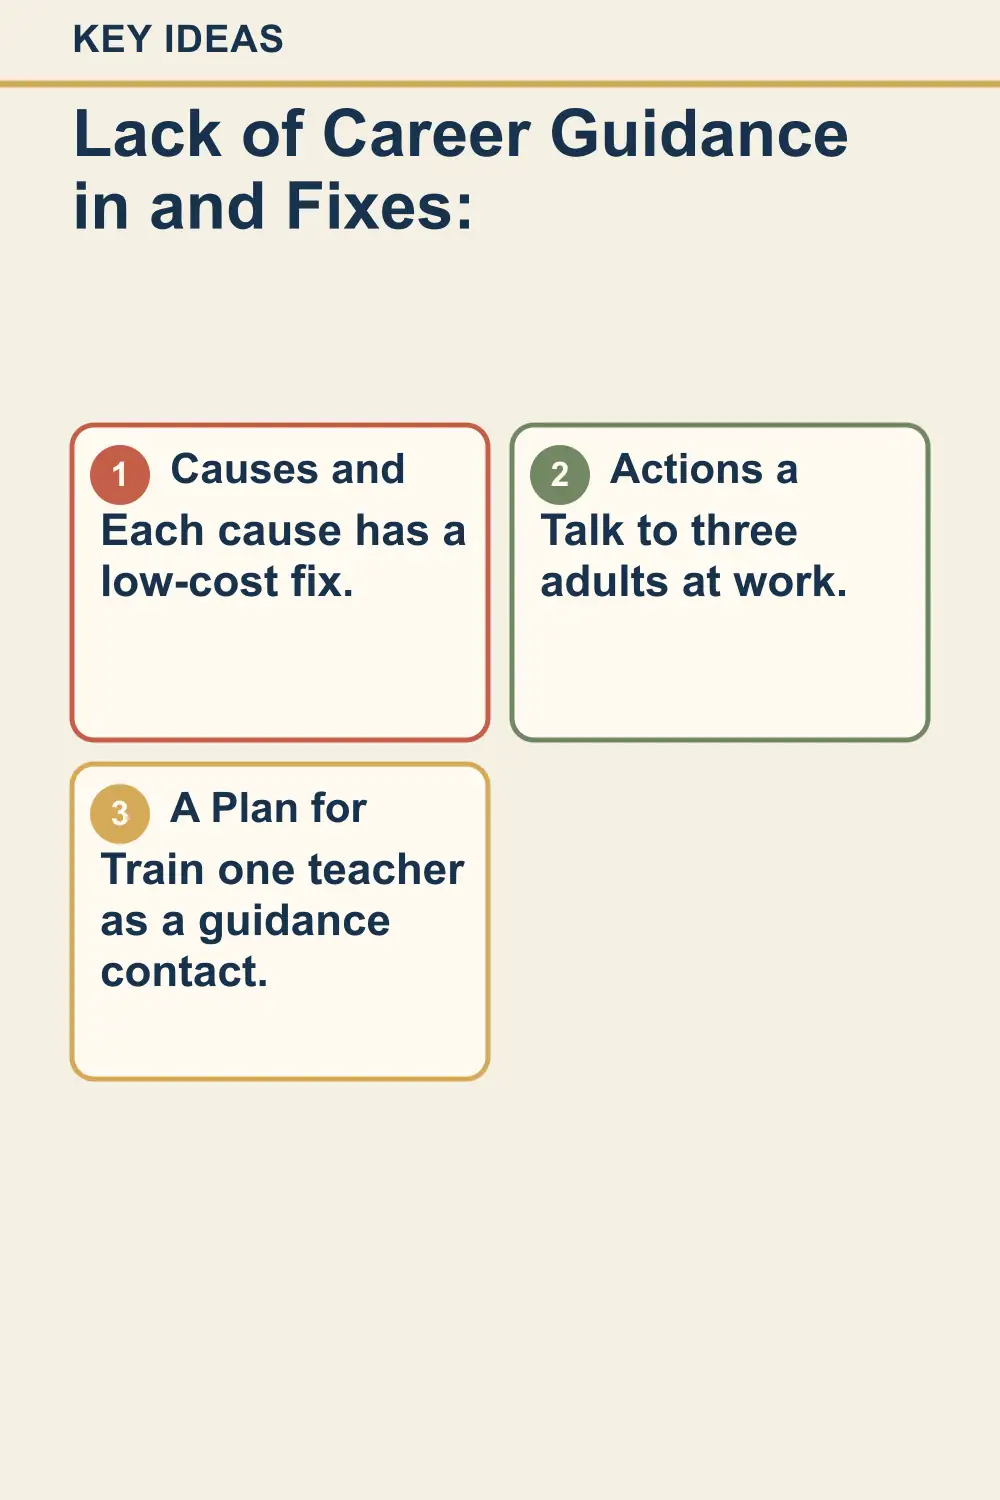 KEY IDEAS
Lack of Career Guidance
in and Fixes:
1 Causes and
Each cause has a
low-cost fix.
2 Actions a
Talk to three
adults at work.
3 A Plan for
Train one teacher
as a guidance
contact.